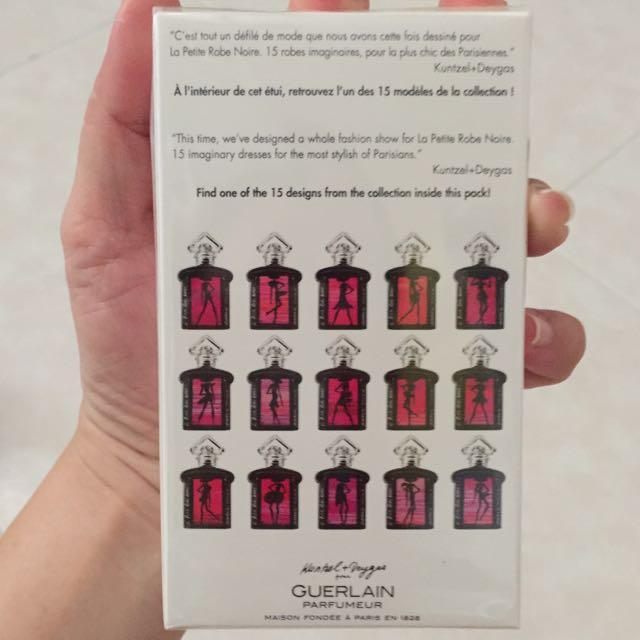 "C'est tout un défilé de mode que nous avons cette fois dessiné pour
La Petite Robe Noire. 15 robes imaginaires, pour la plus chic des Parisiennes."
Kuntzel+Deygas
À l'intérieur de cet étui, retrouvez l'un des 15 modèles de la collection !
"This time, we've designed a whole fashion show for La Petite Robe Noire.
15 imaginary dresses for the most stylish of Parisians."
Kuntzel+Deygas
Find one of the 15 designs from the collection inside this pack!
Kuntzel+Deygas
pour
GUERLAIN
PARFUMEUR
MAISON FONDÉE À PARIS EN 1828